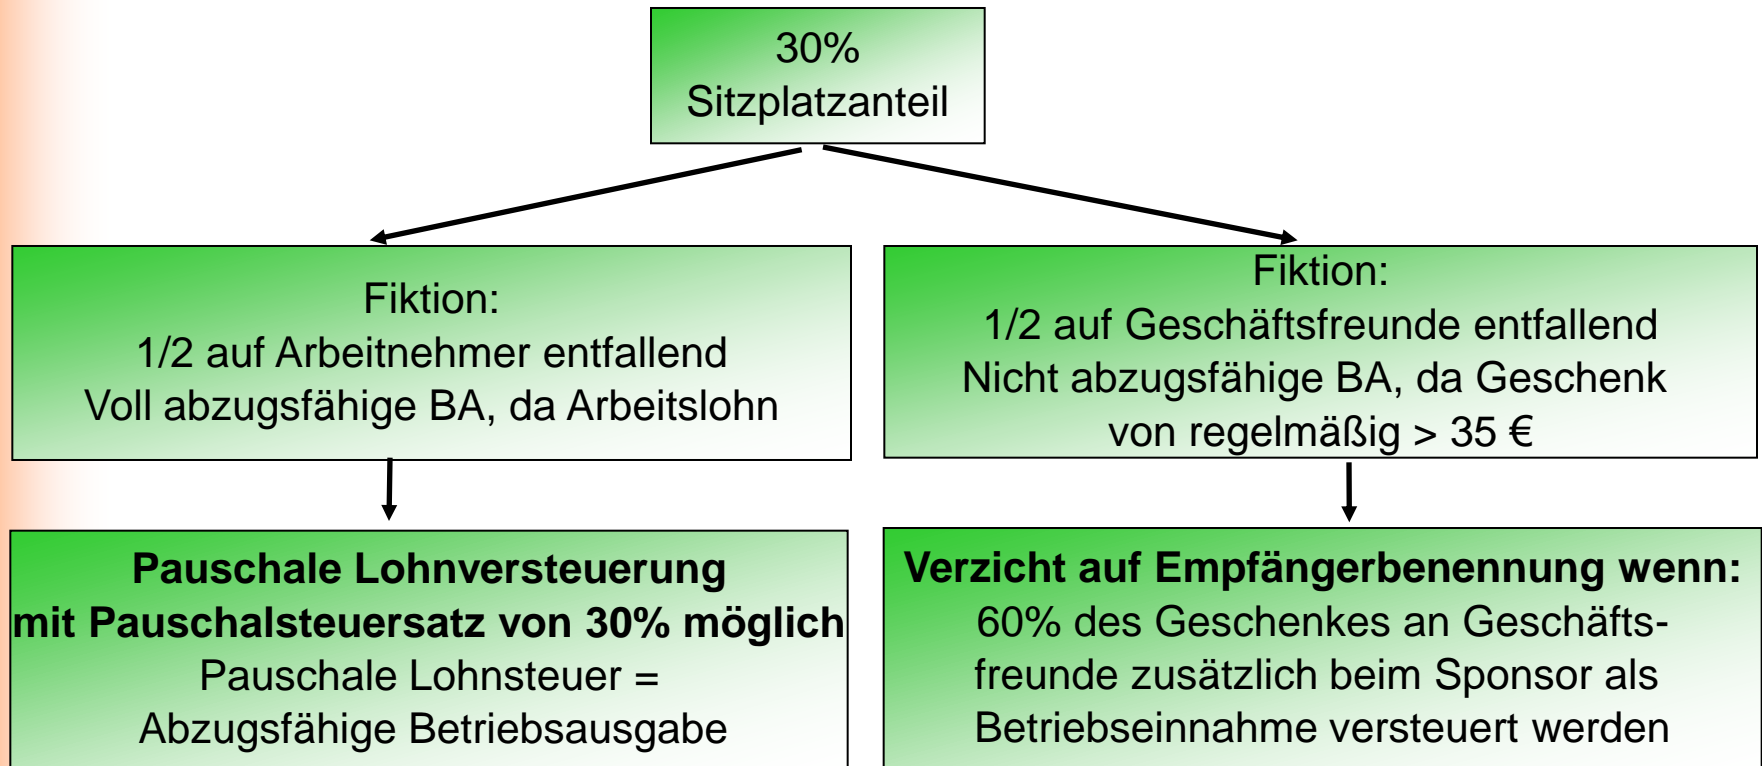 30%
Sitzplatzanteil
Fiktion:
1/2 auf Arbeitnehmer entfallend
Voll abzugsfähige BA, da Arbeitslohn
Fiktion:
1/2 auf Geschäftsfreunde entfallend
Nicht abzugsfähige BA, da Geschenk
von regelmäßig > 35 €
Pauschale Lohnversteuerung
mit Pauschalsteuersatz von 30% möglich
Pauschale Lohnsteuer =
Abzugsfähige Betriebsausgabe
Verzicht auf Empfängerbenennung wenn:
60% des Geschenkes an Geschäfts-
freunde zusätzlich beim Sponsor als
Betriebseinnahme versteuert werden